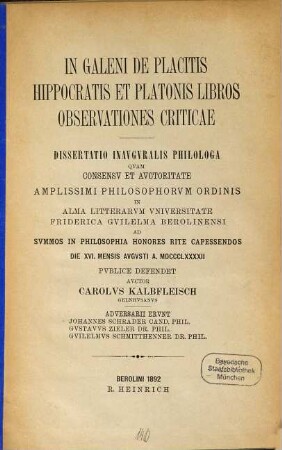 IN GALENI DE PLACITIS
HIPPOCRATIS ET PLATONIS LIBROS
OBSERVATIONES CRITICAE
DISSERTATIO INAVGVRALIS PHILOLOGA
QVAM
CONSENSV ET AVCTORITATE
AMPLISSIMI PHILOSOPHORVM ORDINIS
IN
ALMA LITTERARVM VNIVERSITATE
FRIDERICA GVILELMA BEROLINENSI
AD
SVMMOS IN PHILOSOPHIA HONORES RITE CAPESSENDOS
DIE XVI. MENSIS AVGVSTI A. MDCCCLXXXXII
PVBLICE DEFENDET
AVCTOR
CAROLVS KALBFLEISCH
GELNHVSANVS
ADVERSARII ERVNT
JOHANNES SCHRADER CAND. PHIL.
GVSTAVVS ZIELER DR. PHIL.
GVILELMVS SCHMITTHENNER DR. PHIL.
Bayerische
Staatsbibliothek
München
BEROLINI 1892
R. HEINRICH